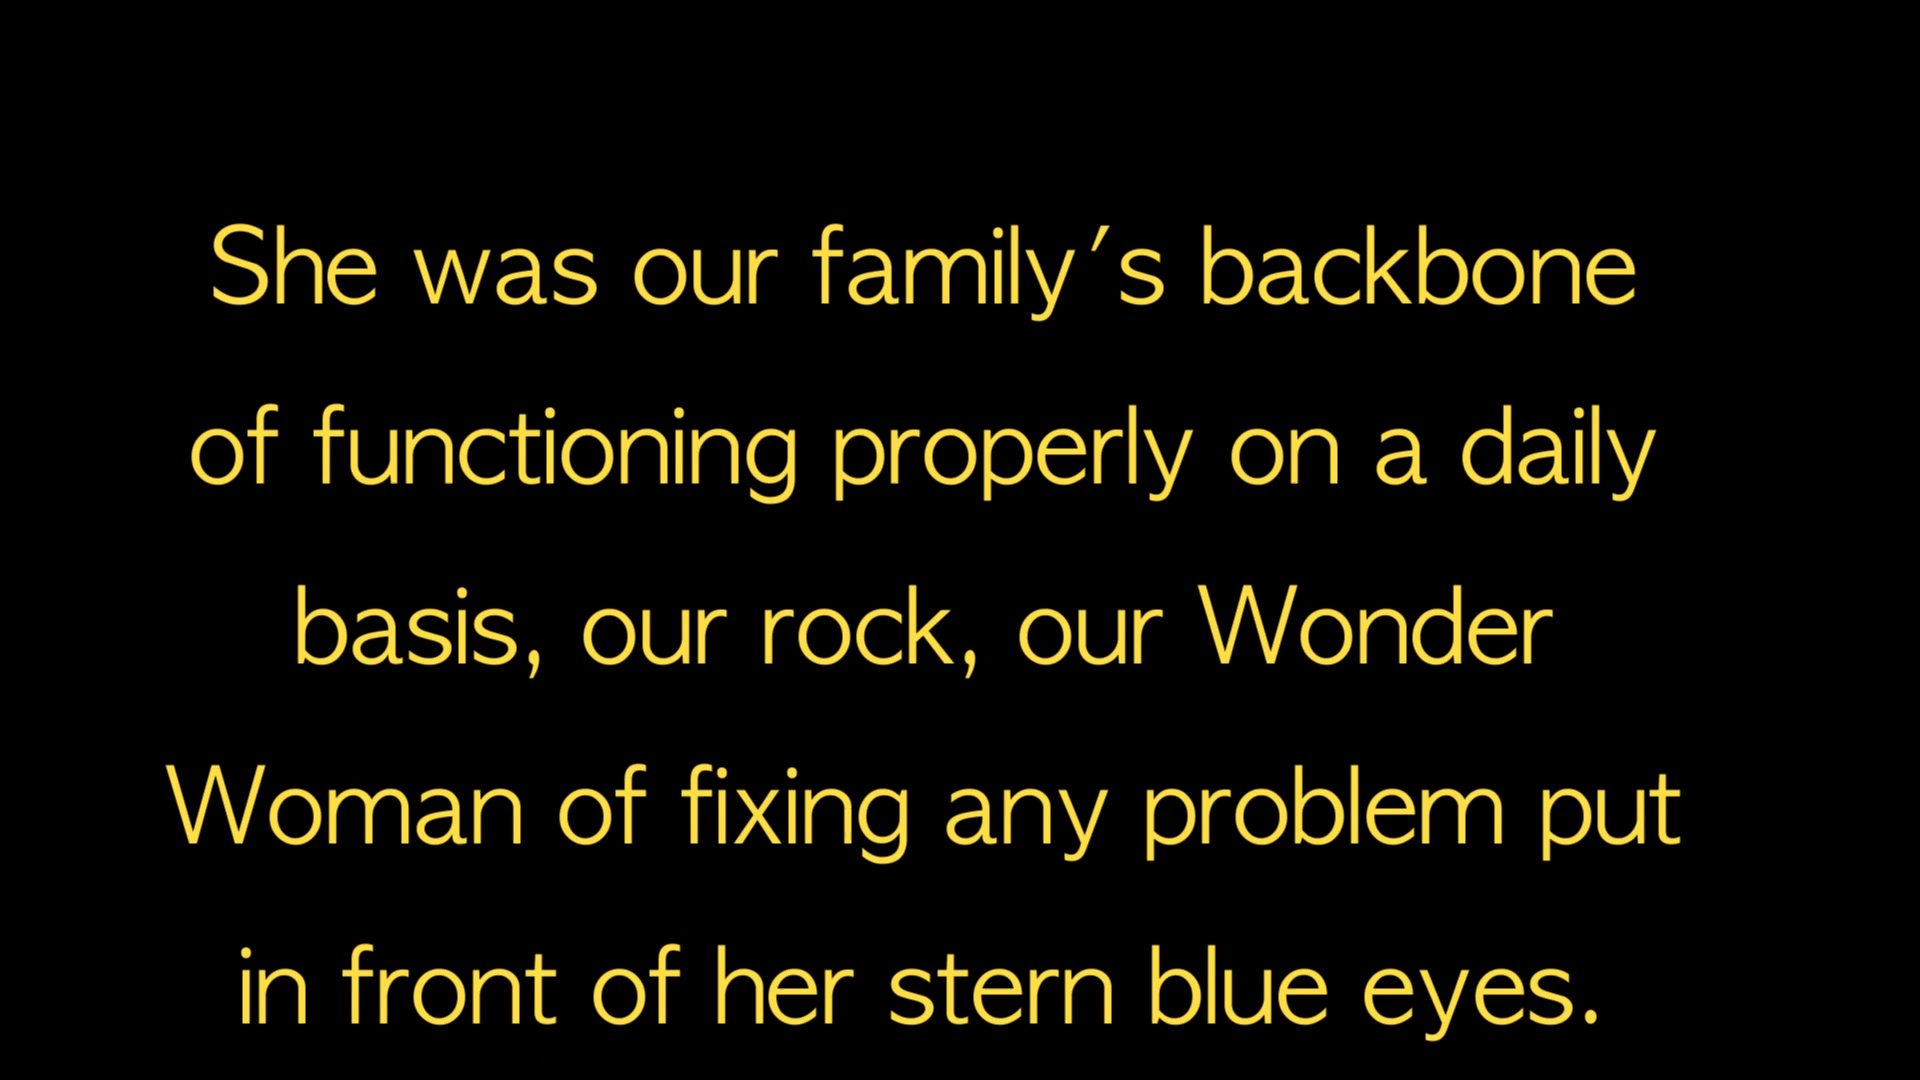 She was our family's backbone
of functioning properly on a daily
basis, our rock, our Wonder
Woman of fixing any problem put
in front of her stern blue eyes.